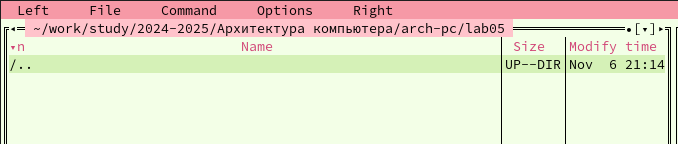 Left File Command Options Right
~/work/study/2024-2025/Архитектура компьютера/arch-pc/lab05 [▾]
▾n Name Size Modify time
/.. UP--DIR Nov 6 21:14